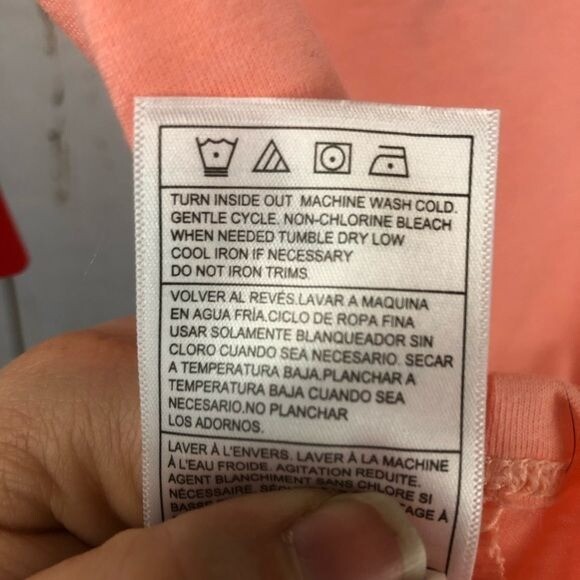 TURN INSIDE OUT MACHINE WASH COLD.
GENTLE CYCLE. NON-CHLORINE BLEACH
WHEN NEEDED TUMBLE DRY LOW
COOL IRON IF NECESSARY
DO NOT IRON TRIMS.
VOLVER AL REVÉS.LAVAR A MAQUINA
EN AGUA FRÍA.CICLO DE ROPA FINA
USAR SOLAMENTE BLANQUEADOR SIN
CLORO CUANDO SEA NECESARIO. SECAR
A TEMPERATURA BAJA.PLANCHAR A
TEMPERATURA BAJA CUANDO SEA
NECESARIO.NO PLANCHAR
LOS ADORNOS.
LAVER À L'ENVERS. LAVER À LA MACHINE
À L'EAU FROIDE. AGITATION REDUITE.
AGENT BLANCHIMENT SANS CHLORE SI
NÉCESSAIRE.
À